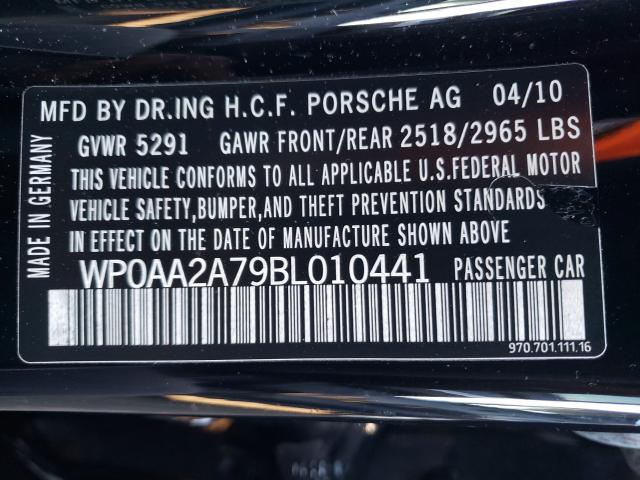 MFD BY DR.ING H.C.F. PORSCHE AG 04/10
GVWR 5291 GAWR FRONT/REAR 2518/2965 LBS
THIS VEHICLE CONFORMS TO ALL APPLICABLE U.S.FEDERAL MOTOR
VEHICLE SAFETY,BUMPER,AND THEFT PREVENTION STANDARDS
IN EFFECT ON THE DATE OF MANUFACTURE SHOWN ABOVE.
WP0AA2A79BL010441 PASSENGER CAR
970.701.111.16
MADE IN GERMANY